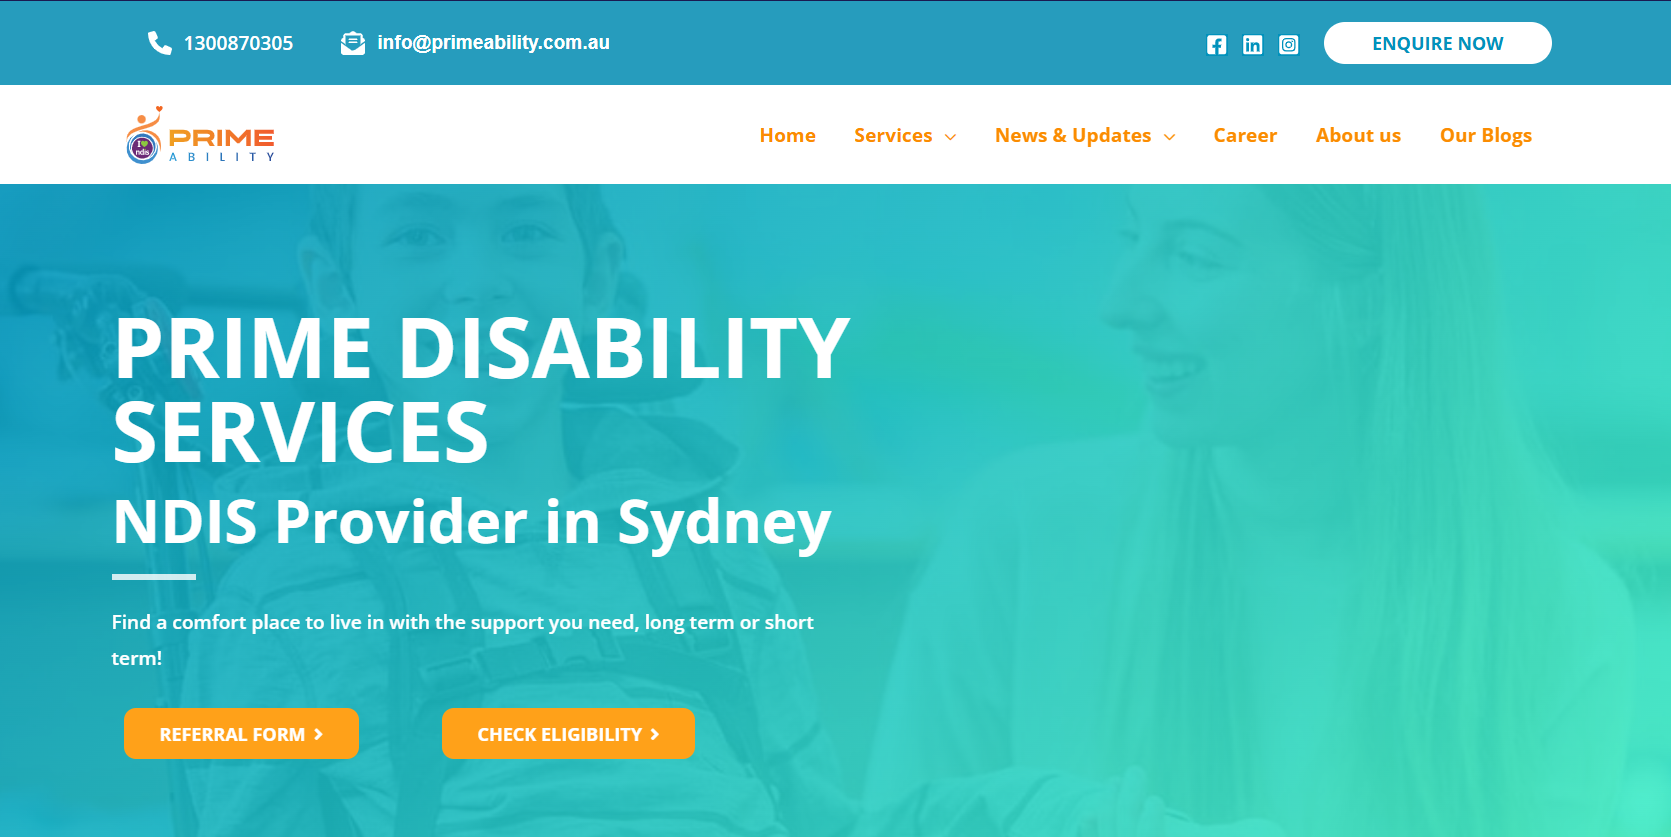 1300870305
info@primeability.com.au
ENQUIRE NOW
I
ndis
PRIME
ABILITY
Home
Services
News & Updates
Career
About us
Our Blogs
PRIME DISABILITY
SERVICES
NDIS Provider in Sydney
Find a comfort place to live in with the support you need, long term or short
term!
REFERRAL FORM
CHECK ELIGIBILITY